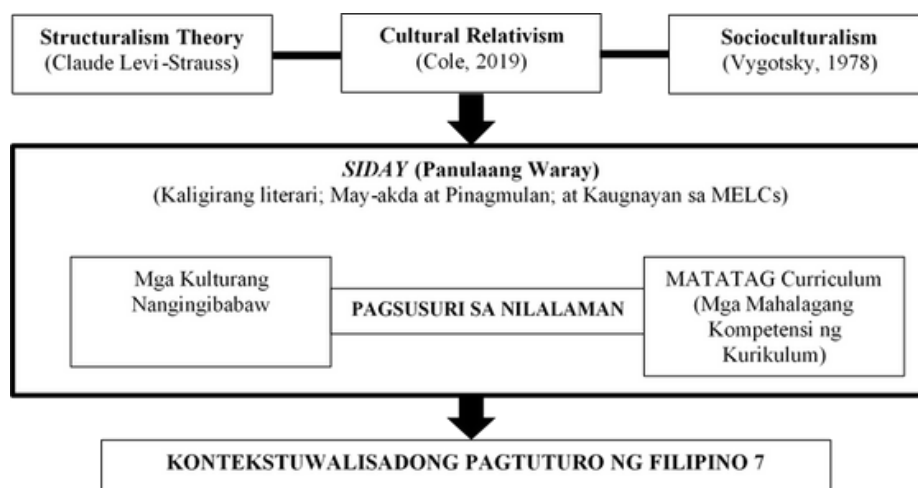 Structuralism Theory
(Claude Levi-Strauss)
Cultural Relativism
(Cole, 2019)
Socioculturalism
(Vygotsky, 1978)
SIDAY (Panulaang Waray)
(Kaligirang literari; May-akda at Pinagmulan; at Kaugnayan sa MELCs)
Mga Kulturang
Nangingibabaw
PAGSUSURI SA NILALAMAN
MATATAG Curriculum
(Mga Mahalagang
Kompetensi ng
Kurikulum)
KONTEKSTUWALISADONG PAGTUTURO NG FILIPINO 7